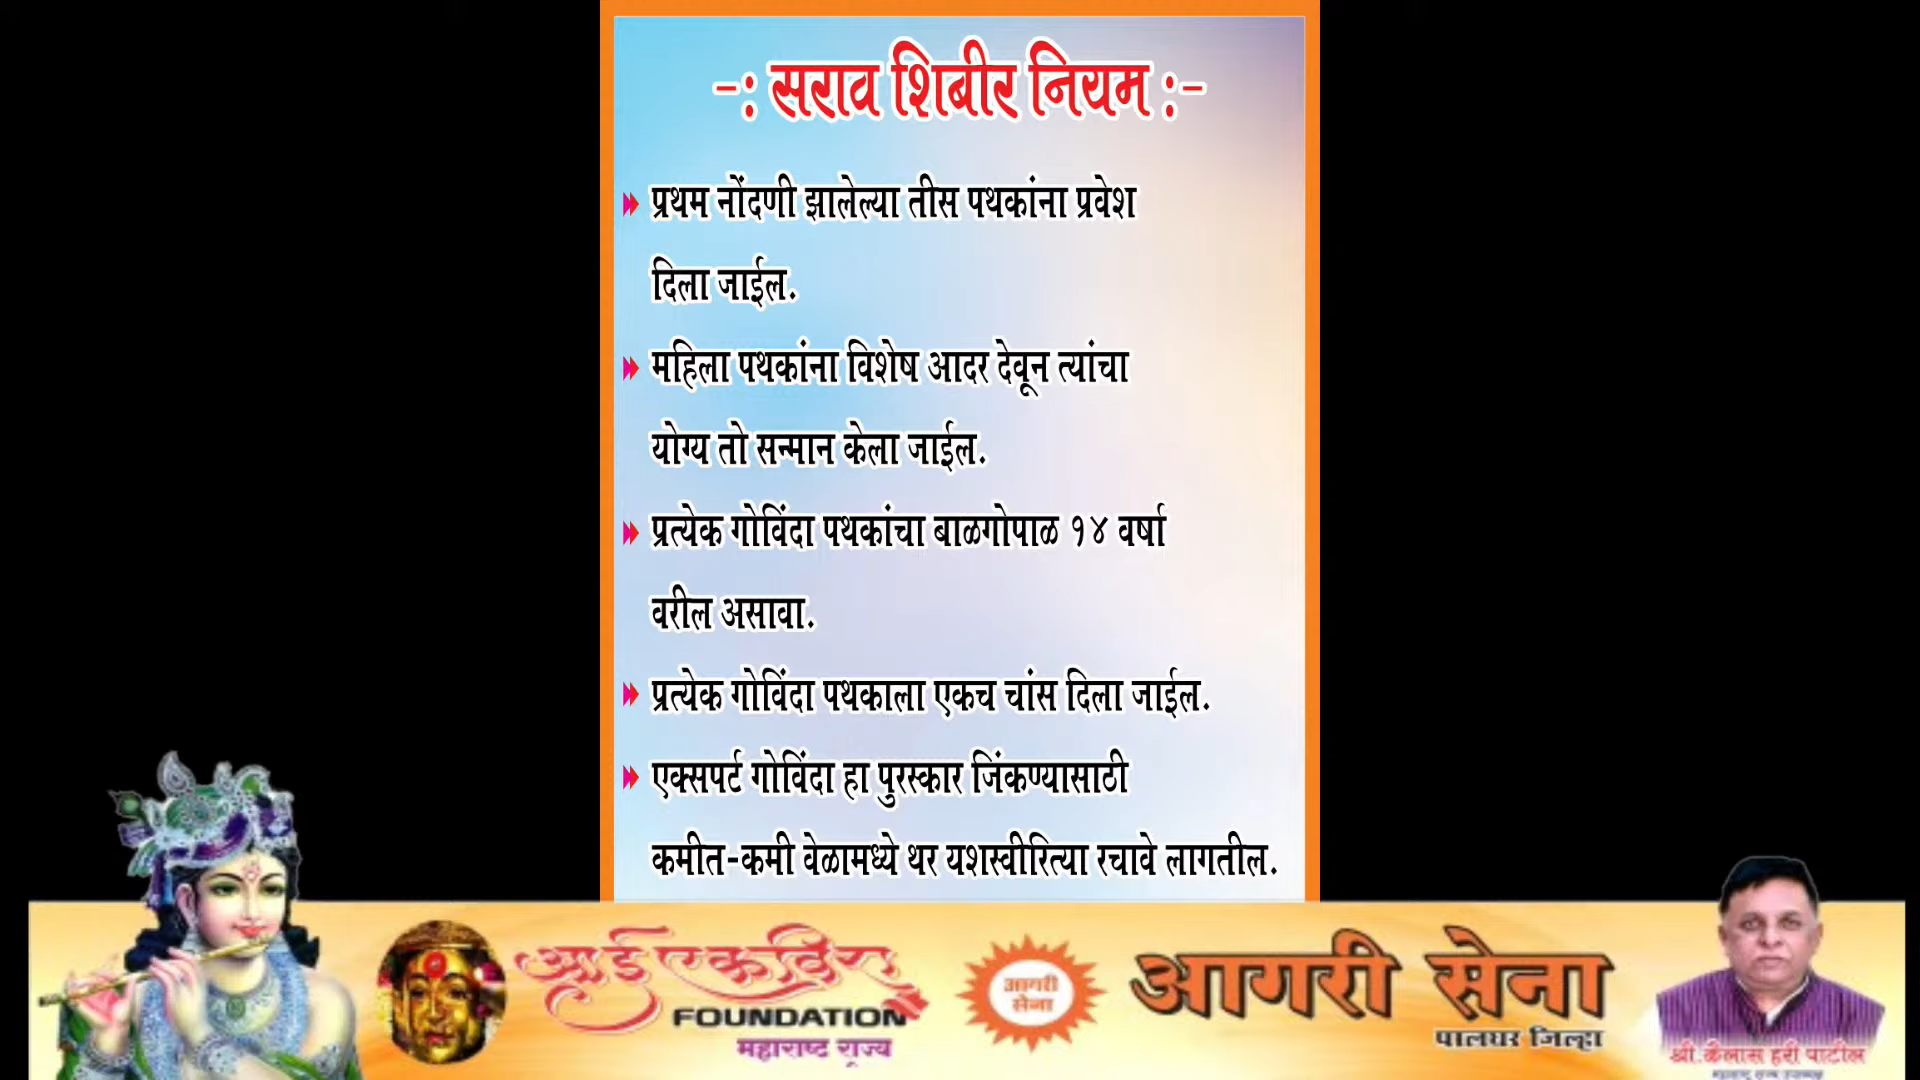 -: सराव शिबीर नियम :-
प्रथम नोंदणी झालेल्या तीस पथकांना प्रवेश
दिला जाईल.
महिला पथकांना विशेष आदर देवून त्यांचा
योग्य तो सन्मान केला जाईल.
प्रत्येक गोविंदा पथकांचा बाळगोपाळ १४ वर्षा
वरील असावा.
प्रत्येक गोविंदा पथकाला एकच चांस दिला जाईल.
एक्सपर्ट गोविंदा हा पुरस्कार जिंकण्यासाठी
कमीत-कमी वेळामध्ये थर यशस्वीरित्या रचावे लागतील.
आई एकविरा
FOUNDATION
महाराष्ट राज्य
आगरी
सेना
आगरी सेना
पालघर जिल्हा
श्री.कैलास हरी पाटील